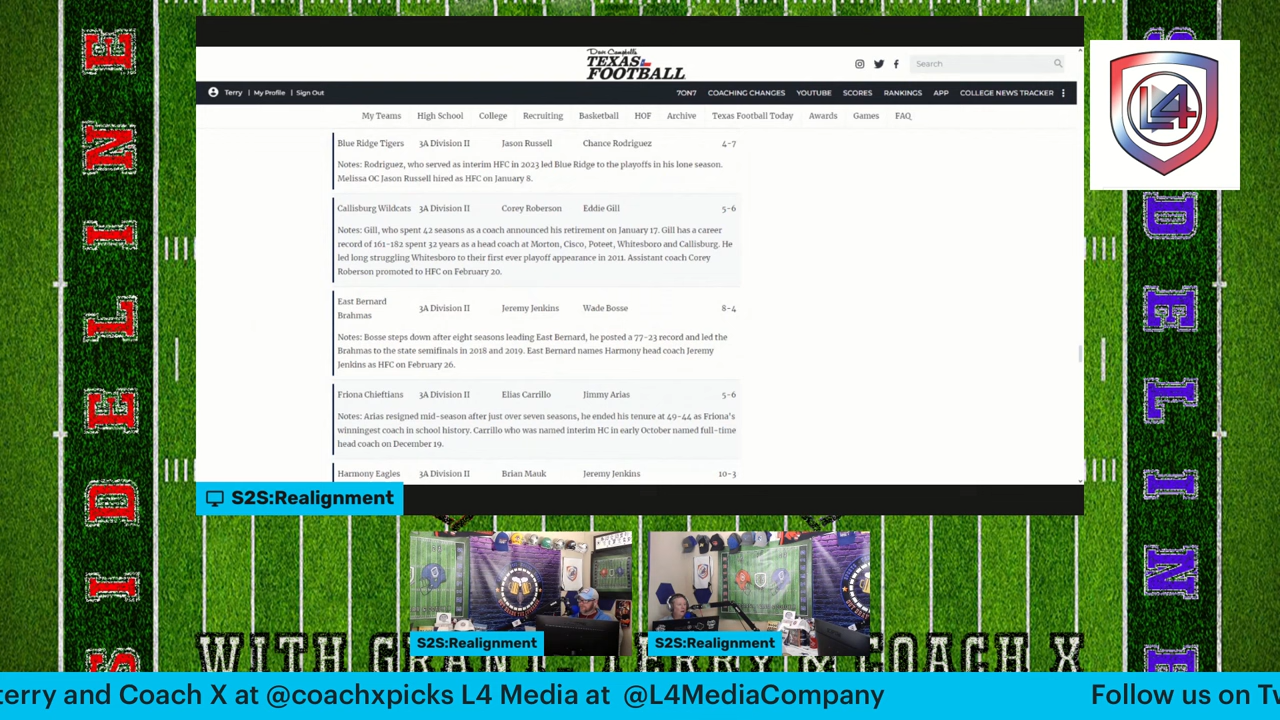 Dave Campbell's
TEXAS
FOOTBALL
Search
Terry | My Profile | Sign Out
7ON7 COACHING CHANGES YOUTUBE SCORES RANKINGS APP COLLEGE NEWS TRACKER
My Teams High School College Recruiting Basketball HOF Archive Texas Football Today Awards Games FAQ
Blue Ridge Tigers 3A Division II Jason Russell Chance Rodriguez 4-7
Notes: Rodriguez, who served as interim HFC in 2023 led Blue Ridge to the playoffs in his lone season.
Melissa OC Jason Russell hired as HFC on January 8.
Callisburg Wildcats 3A Division II Corey Roberson Eddie Gill 5-6
Notes: Gill, who spent 42 seasons as a coach announced his retirement on January 17. Gill has a career
record of 161-182 spent 32 years as a head coach at Morton, Cisco, Poteet, Whitesboro and Callisburg. He
led long struggling Whitesboro to their first ever playoff appearance in 2011. Assistant coach Corey
Roberson promoted to HFC on February 20.
East Bernard
Brahmas 3A Division II Jeremy Jenkins Wade Bosse 8-4
Notes: Bosse steps down after eight seasons leading East Bernard, he posted a 77-23 record and led the
Brahmas to the state semifinals in 2018 and 2019. East Bernard names Harmony head coach Jeremy
Jenkins as HFC on February 26.
Friona Chieftians 3A Division II Elias Carrillo Jimmy Arias 5-6
Notes: Arias resigned mid-season after just over seven seasons, he ended his tenure at 49-44 as Friona's
winningest coach in school history. Carrillo who was named interim HC in early October named full-time
head coach on December 19.
Harmony Eagles 3A Division II Brian Mauk Jeremy Jenkins 10-3
L4
S2S:Realignment
S2S:Realignment
S2S:Realignment
WITH GRANT, TERRY & COACH X
terry and Coach X at @coachxpicks L4 Media at @L4MediaCompany Follow us on Tw
SIDELINE
SIDELIN